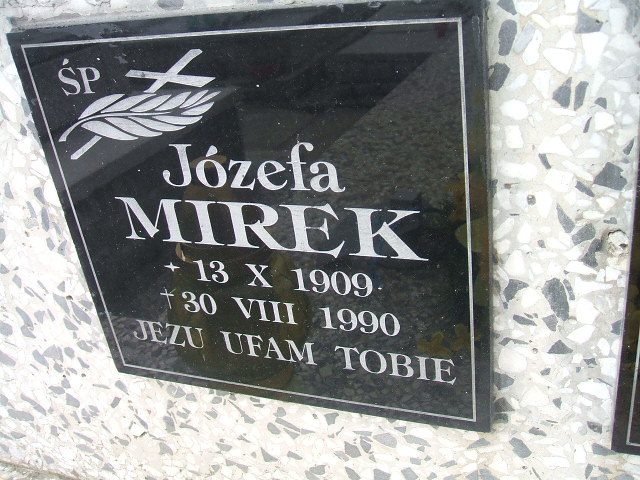 ŚP
Józefa
MIREK
* 13 X 1909
† 30 VIII 1990
JEZU UFAM TOBIE